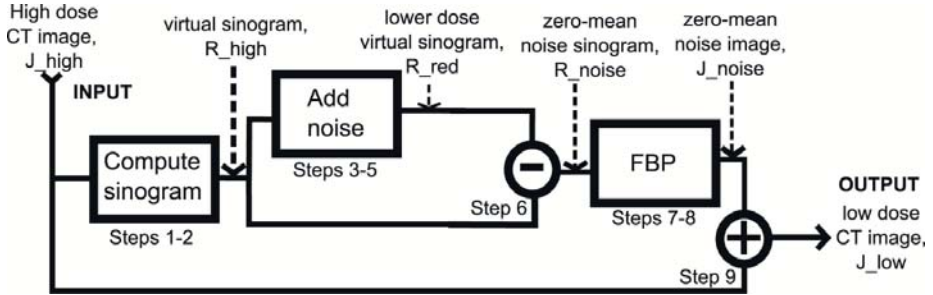 High dose
CT image,
J_high
INPUT
virtual sinogram,
R_high
lower dose
virtual sinogram,
R_red
zero-mean
noise sinogram,
R_noise
zero-mean
noise image,
J_noise
Compute
sinogram
Steps 1-2
Add
noise
Steps 3-5
−
Step 6
FBP
Steps 7-8
+
Step 9
OUTPUT
low dose
CT image,
J_low